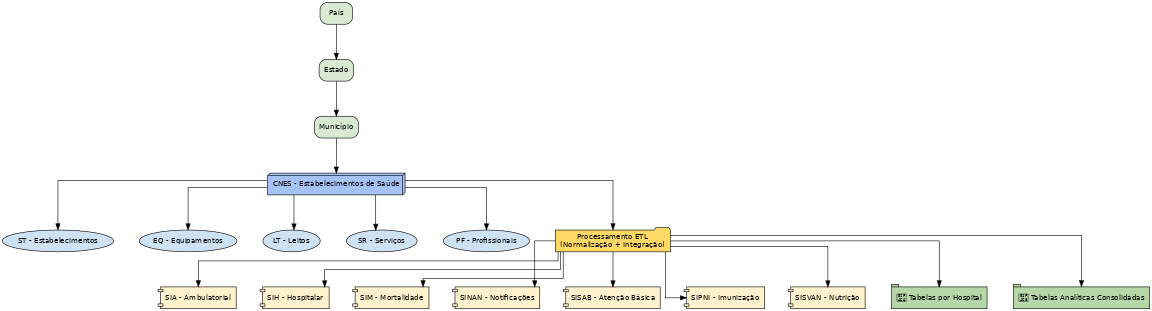 País
Estado
Município
CNES - Estabelecimentos de Saúde
ST - Estabelecimentos
EQ - Equipamentos
LT - Leitos
SR - Serviços
PF - Profissionais
Processamento ETL
(Normalização + Integração)
SIA - Ambulatorial
SIH - Hospitalar
SIM - Mortalidade
SINAN - Notificações
SISAB - Atenção Básica
SIPNI - Imunização
SISVAN - Nutrição
Tabelas por Hospital
Tabelas Analíticas Consolidadas